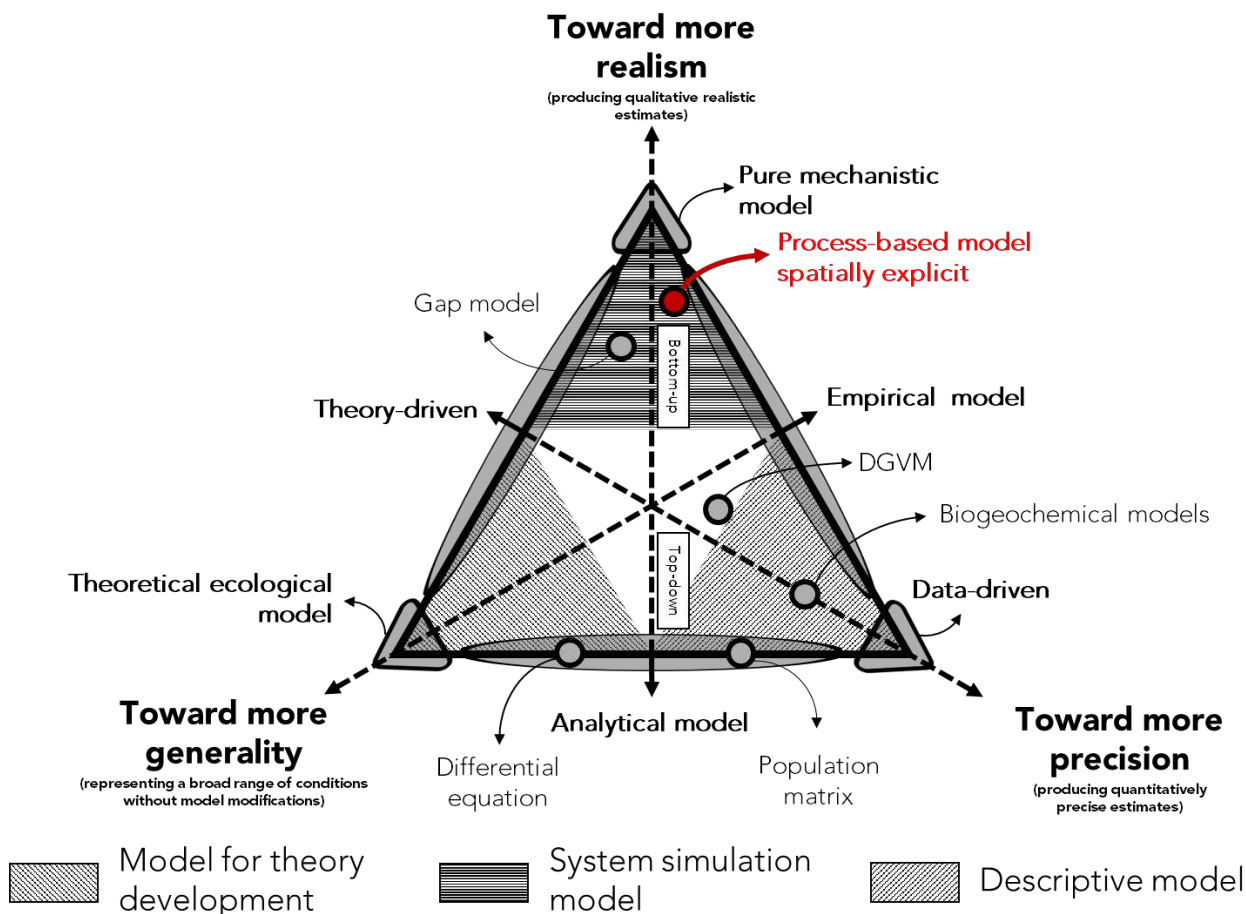 Toward more
realism
(producing qualitative realistic
estimates)
Pure mechanistic
model
Process-based model
spatially explicit
Gap model
Bottom-up
Theory-driven
Empirical model
DGVM
Biogeochemical models
Top-down
Theoretical ecological
model
Data-driven
Toward more
generality
(representing a broad range of conditions
without model modifications)
Analytical model
Toward more
precision
(producing quantitatively
precise estimates)
Differential
equation
Population
matrix
Model for theory
development
System simulation
model
Descriptive model